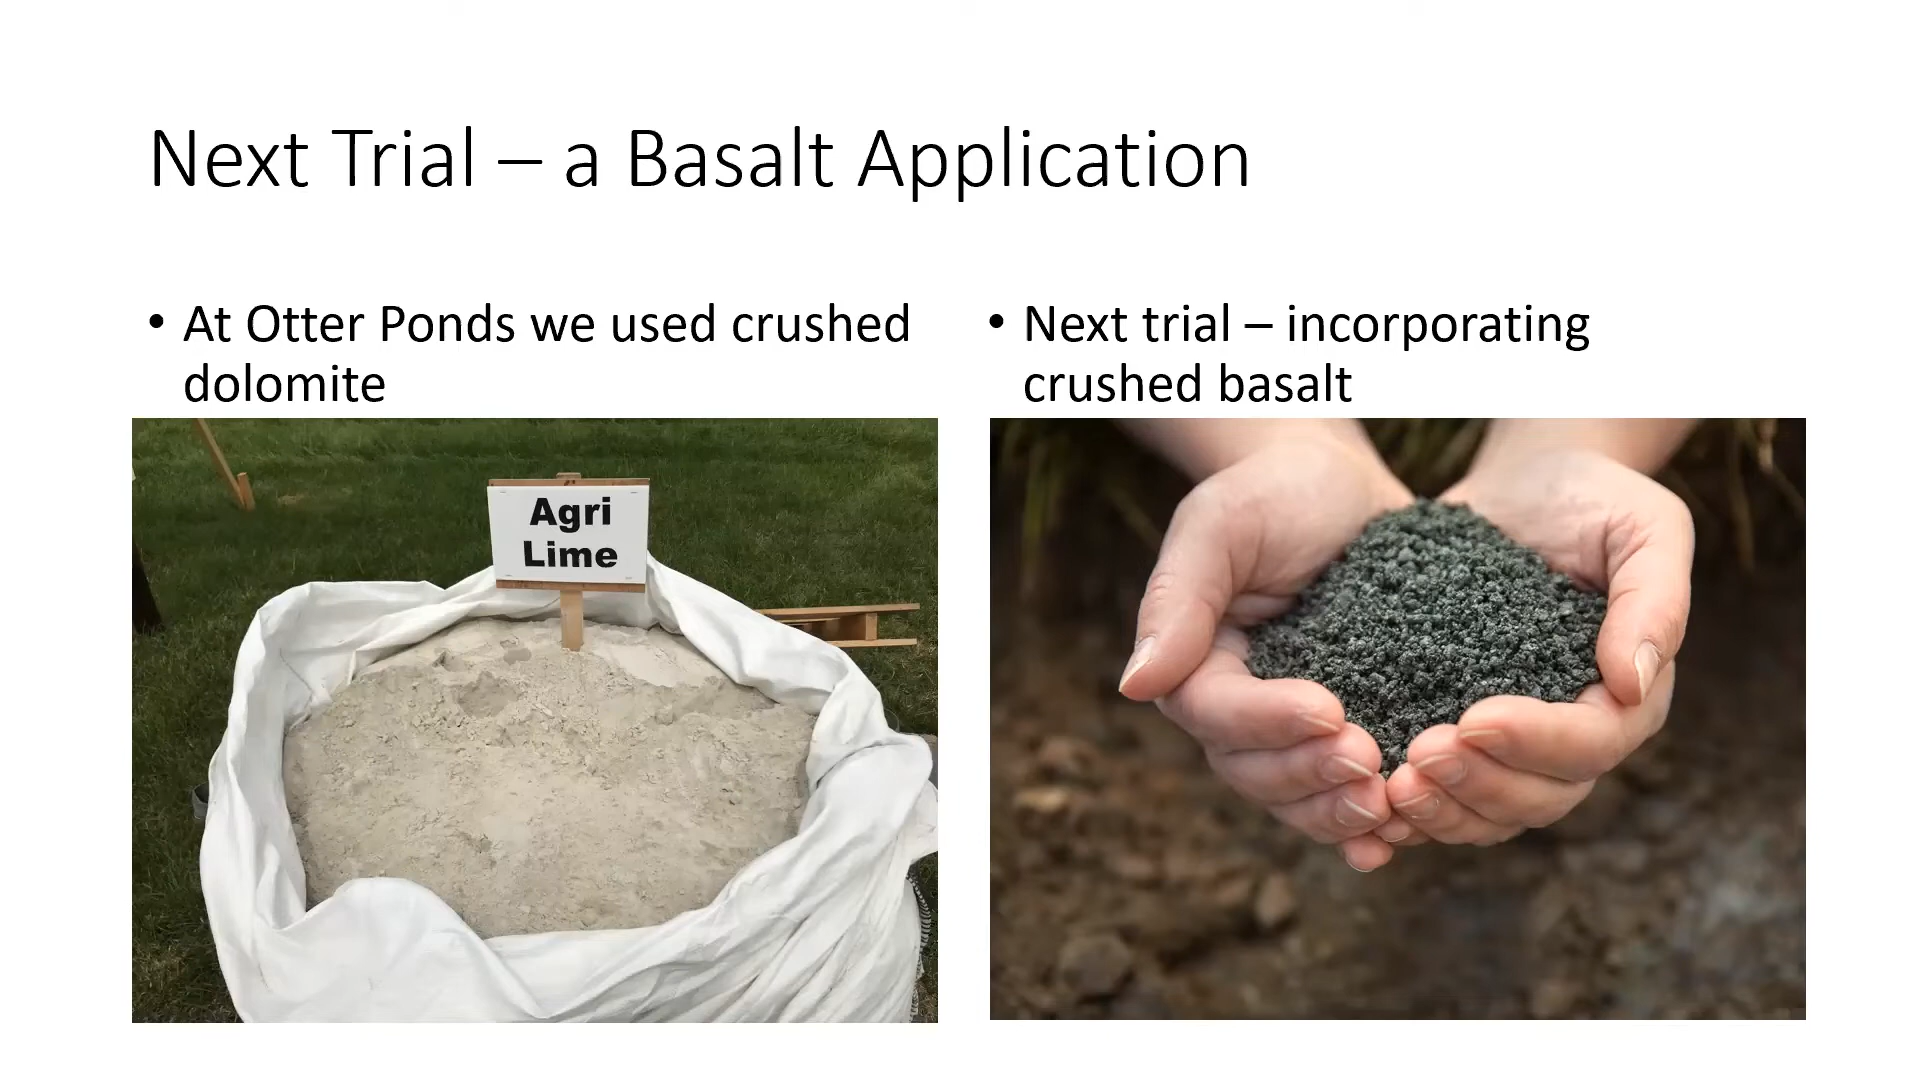 Next Trial – a Basalt Application
• At Otter Ponds we used crushed
dolomite
Agri
Lime
• Next trial – incorporating
crushed basalt